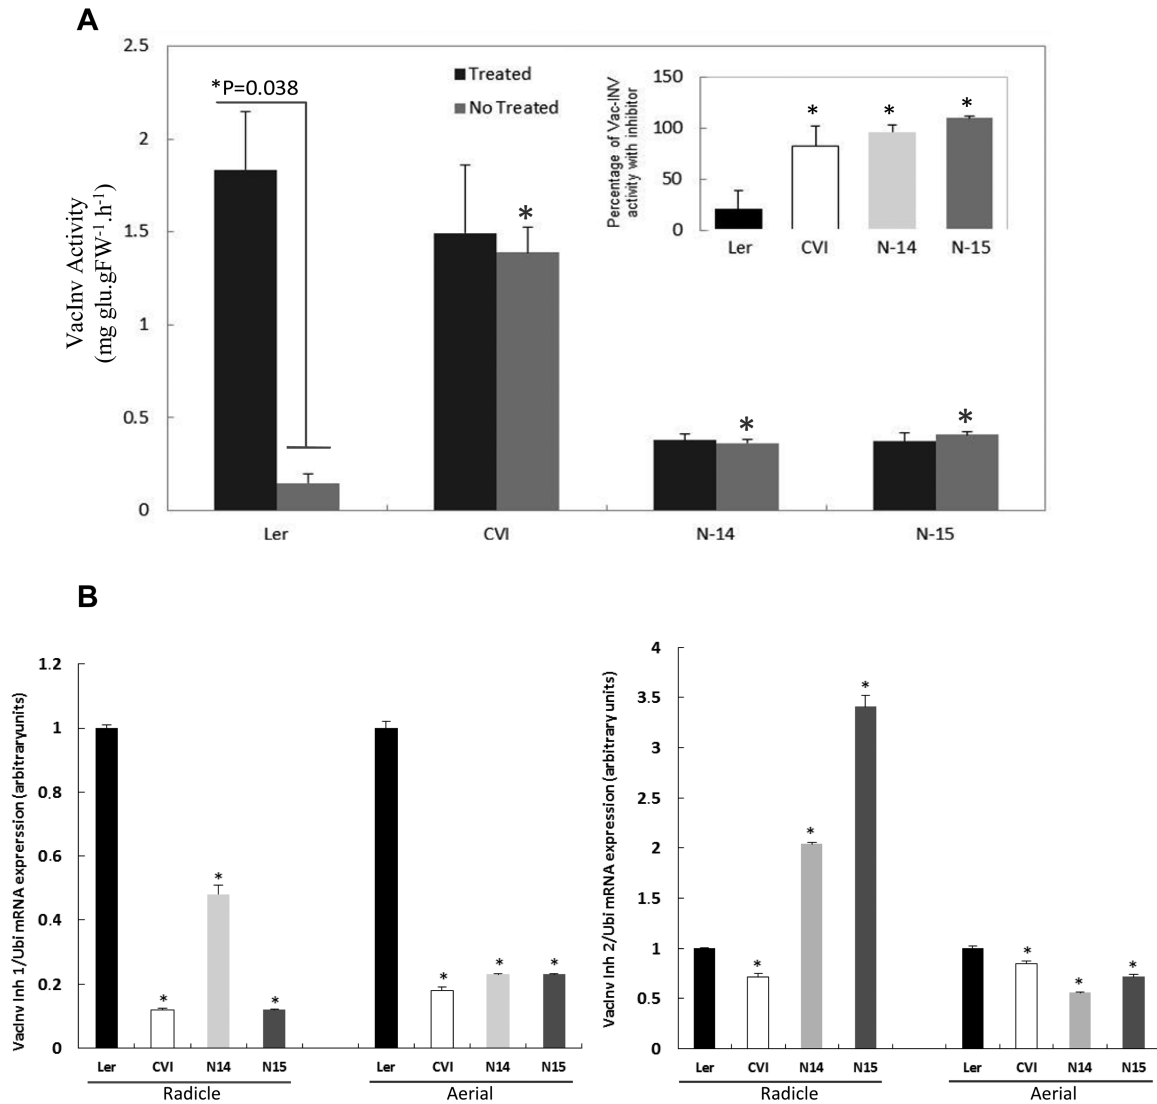 A
2.5
2
1.5
1
0.5
0
VacInv Activity
(mg glu.gFW-1.h-1)
*P=0.038
Treated
No Treated
*
*
*
Ler
CVI
N-14
N-15
150
100
50
0
Percentage of Vac-INV
activity with inhibitor
*
*
*
Ler
CVI
N-14
N-15
B
1.2
1
0.8
0.6
0.4
0.2
0
VacInv Inh 1/Ubi mRNA exprerssion (arbitraryunits)
*
*
*
*
*
*
Ler
CVI
N14
N15
Ler
CVI
N14
N15
Radicle
Aerial
4
3.5
3
2.5
2
1.5
1
0.5
0
VacInv Inh 2/Ubi mRNA expression (arbitrary units)
*
*
*
*
*
*
Ler
CVI
N14
N15
Ler
CVI
N14
N15
Radicle
Aerial